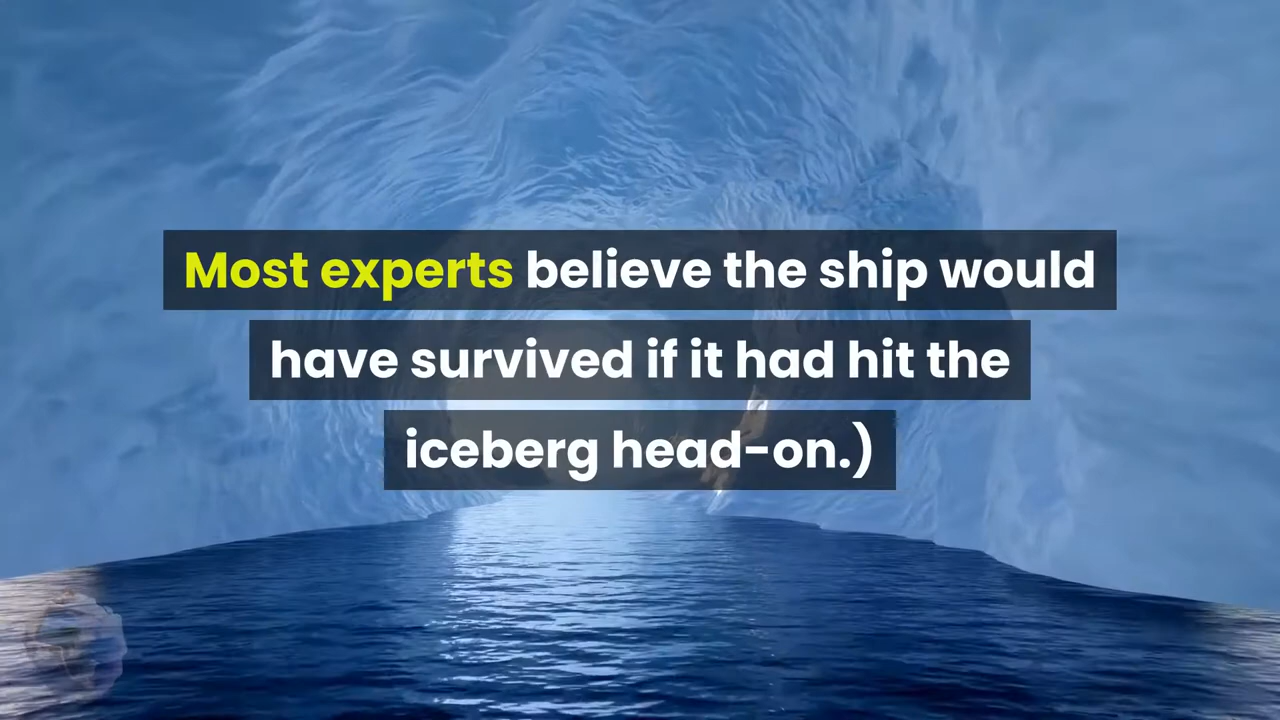 Most experts believe the ship would
have survived if it had hit the
iceberg head-on.)